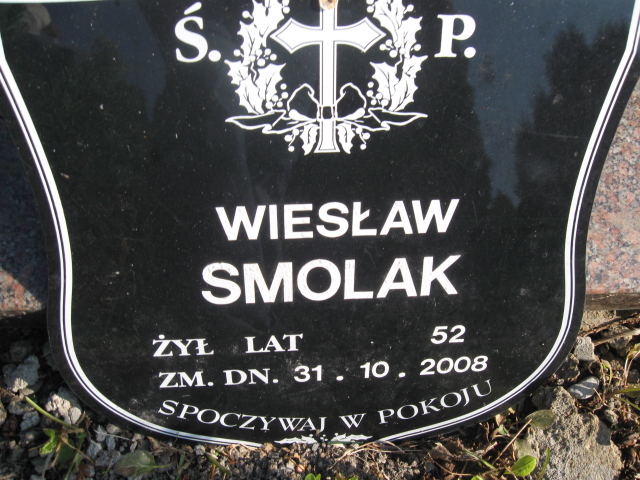 Ś. P.
WIESŁAW
SMOLAK
ŻYŁ LAT 52
ZM. DN. 31 . 10 . 2008
SPOCZYWAJ W POKOJU